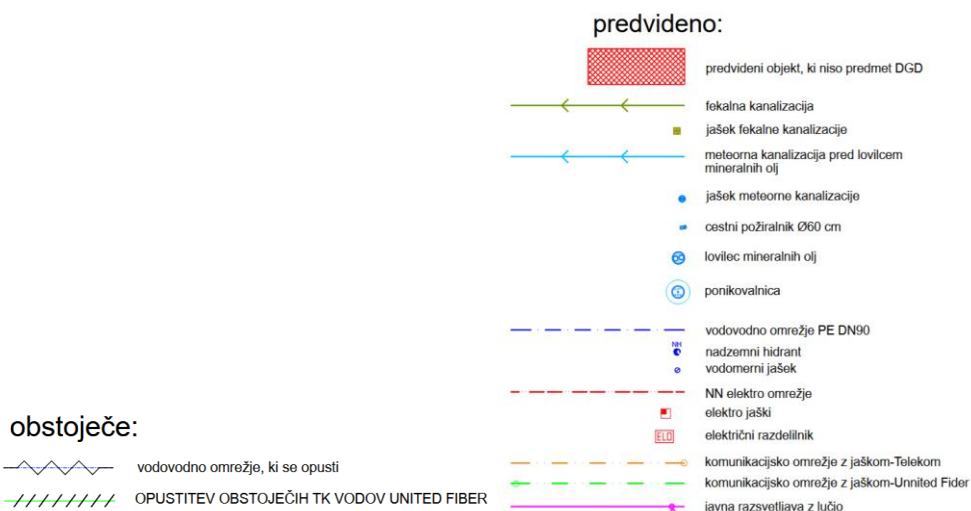 predvideno:
predvideni objekt, ki niso predmet DGD
fekalna kanalizacija
jašek fekalne kanalizacije
meteorna kanalizacija pred lovilcem
mineralnih olj
jašek meteorne kanalizacije
cestni požiralnik Ø60 cm
lovilec mineralnih olj
ponikovalnica
vodovodno omrežje PE DN90
NH
nadzemni hidrant
vodomerni jašek
NN elektro omrežje
elektro jaški
ELO
električni razdelilnik
komunikacijsko omrežje z jaškom-Telekom
komunikacijsko omrežje z jaškom-Unnited Fider
javna razsvetljava z lučjo
obstoječe:
vodovodno omrežje, ki se opusti
OPUSTITEV OBSTOJEČIH TK VODOV UNITED FIBER